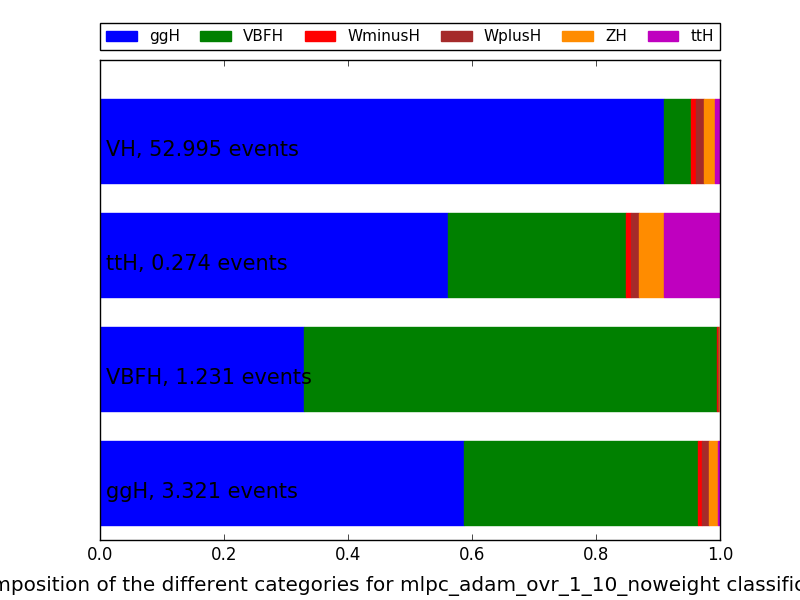 ggH VBFH WminusH WplusH ZH ttH
VH, 52.995 events
ttH, 0.274 events
VBFH, 1.231 events
ggH, 3.321 events
0.0 0.2 0.4 0.6 0.8 1.0
mposition of the different categories for mlpc_adam_ovr_1_10_noweight classific